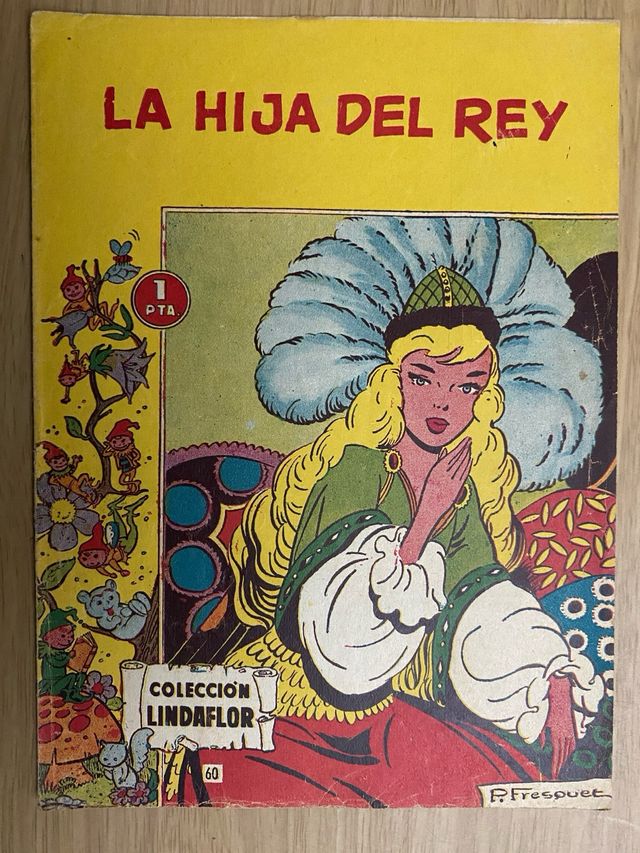 LA HIJA DEL REY
1
PTA.
COLECCIÓN
LINDAFLOR
60
P. Fresquet